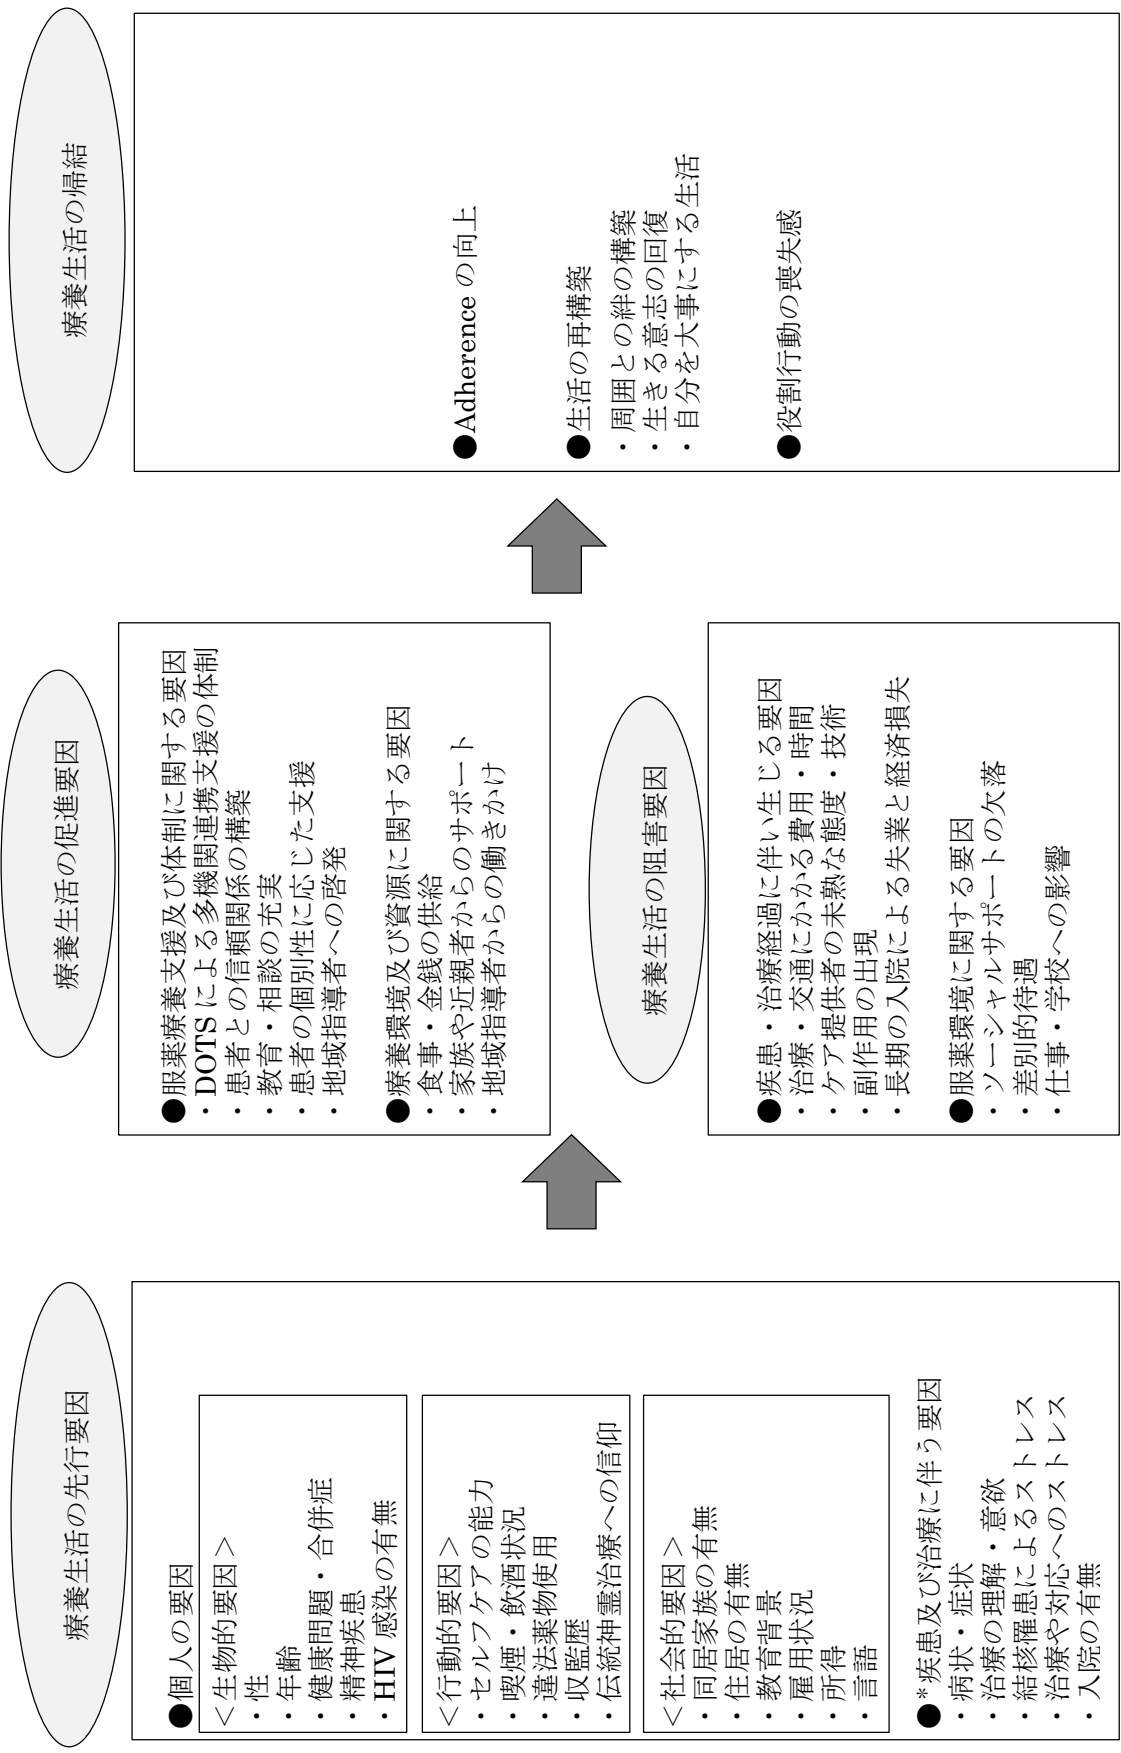 療養生活の先行要因
●個人の要因
＜生物的要因＞
・性
・年齢
・健康問題・合併症
・精神疾患
・HIV 感染の有無
＜行動的要因＞
・セルフケアの能力
・喫煙・飲酒状況
・違法薬物使用
・収監歴
・伝統神霊治療への信仰
＜社会的要因＞
・同居家族の有無
・住居の有無
・教育背景
・雇用状況
・所得
・言語
●*疾患及び治療に伴う要因
・病状・症状
・治療の理解・意欲
・結核罹患によるストレス
・治療や対応へのストレス
・入院の有無
療養生活の促進要因
●服薬療養支援及び体制に関する要因
・DOTS による多機関連携支援の体制
・患者との信頼関係の構築
・教育・相談の充実
・患者の個別性に応じた支援
・地域指導者への啓発
●療養環境及び資源に関する要因
・食事・金銭の供給
・家族や近親者からのサポート
・地域指導者からの働きかけ
療養生活の阻害要因
●疾患・治療経過に伴い生じる要因
・治療・交通にかかる費用・時間
・ケア提供者の未熟な態度・技術
・副作用の出現
・長期の入院による失業と経済損失
●服薬環境に関する要因
・ソーシャルサポートの欠落
・差別的待遇
・仕事・学校への影響
療養生活の帰結
●Adherence の向上
●生活の再構築
・周囲との絆の構築
・生きる意志の回復
・自分を大事にする生活
●役割行動の喪失感